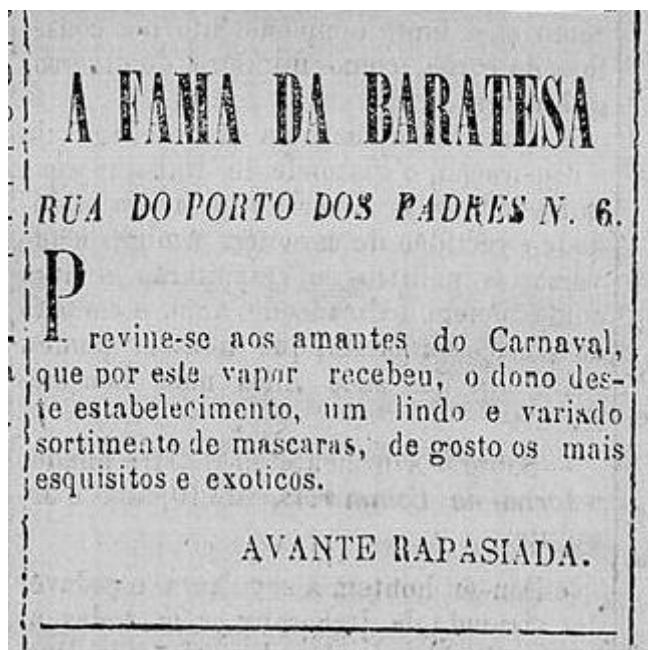 A FAMA DA BARATESA
RUA DO PORTO DOS PADRES N. 6.
Previne-se aos amantes do Carnaval,
que por este vapor recebeu, o dono des-
te estabelecimento, um lindo e variado
sortimento de mascaras, de gosto os mais
esquisitos e exoticos.
AVANTE RAPASIADA.